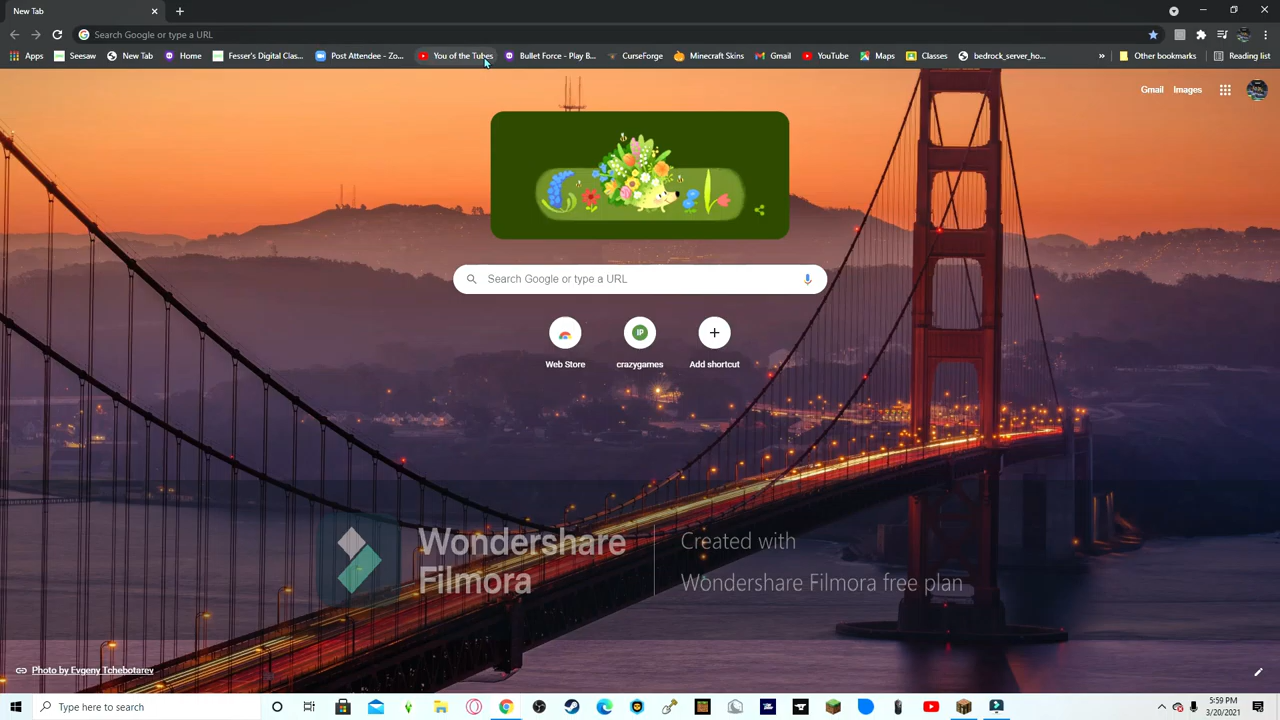 New Tab
Search Google or type a URL
Apps
Seesaw
New Tab
Home
Fesser's Digital Clas...
Post Attendee - Zo...
You of the Tubes
Bullet Force - Play B...
CurseForge
Minecraft Skins
Gmail
YouTube
Maps
Classes
bedrock_server_ho...
»
Other bookmarks
Reading list
Gmail
Images
Search Google or type a URL
IP
Web Store
crazygames
Add shortcut
Wondershare
Filmora
Created with
Wondershare Filmora free plan
Photo by Evgeny Tchebotarev
Type here to search
5:59 PM
3/20/2021